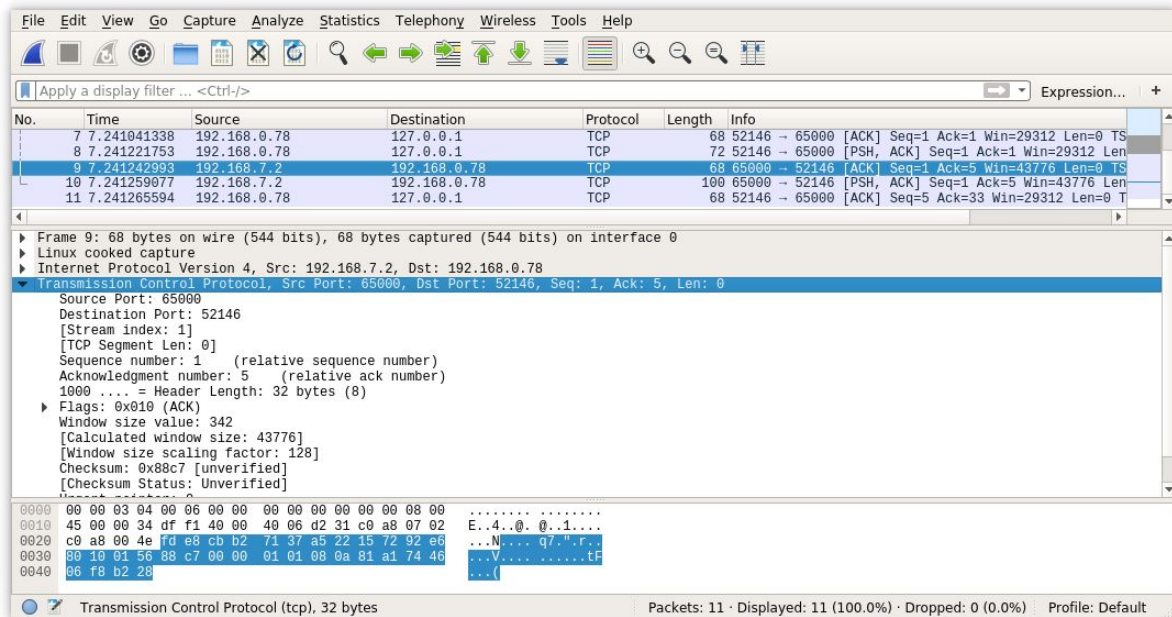 File Edit View Go Capture Analyze Statistics Telephony Wireless Tools Help
Apply a display filter ... <Ctrl-/> Expression... +
No. Time Source Destination Protocol Length Info
7 7.241041338 192.168.0.78 127.0.0.1 TCP 68 52146 → 65000 [ACK] Seq=1 Ack=1 Win=29312 Len=0 TS
8 7.241221753 192.168.0.78 127.0.0.1 TCP 72 52146 → 65000 [PSH, ACK] Seq=1 Ack=1 Win=29312 Len
9 7.241242993 192.168.7.2 192.168.0.78 TCP 68 65000 → 52146 [ACK] Seq=1 Ack=5 Win=43776 Len=0 TS
10 7.241259077 192.168.7.2 192.168.0.78 TCP 100 65000 → 52146 [PSH, ACK] Seq=1 Ack=5 Win=43776 Len
11 7.241265594 192.168.0.78 127.0.0.1 TCP 68 52146 → 65000 [ACK] Seq=5 Ack=33 Win=29312 Len=0 T
Frame 9: 68 bytes on wire (544 bits), 68 bytes captured (544 bits) on interface 0
Linux cooked capture
Internet Protocol Version 4, Src: 192.168.7.2, Dst: 192.168.0.78
Transmission Control Protocol, Src Port: 65000, Dst Port: 52146, Seq: 1, Ack: 5, Len: 0
Source Port: 65000
Destination Port: 52146
[Stream index: 1]
[TCP Segment Len: 0]
Sequence number: 1 (relative sequence number)
Acknowledgment number: 5 (relative ack number)
1000 .... = Header Length: 32 bytes (8)
Flags: 0x010 (ACK)
Window size value: 342
[Calculated window size: 43776]
[Window size scaling factor: 128]
Checksum: 0x88c7 [unverified]
[Checksum Status: Unverified]
0000 00 00 03 04 00 06 00 00 00 00 00 00 00 00 08 00 ........ ........
0010 45 00 00 34 df f1 40 00 40 06 d2 31 c0 a8 07 02 E..4..@. @..1....
0020 c0 a8 00 4e fd e8 cb b2 71 37 a5 22 15 72 92 e6 ...N.... q7.".r..
0030 80 10 01 56 88 c7 00 00 01 01 08 0a 81 a1 74 46 ...V.... ......tF
0040 06 f8 b2 28 ...(
Transmission Control Protocol (tcp), 32 bytes Packets: 11 · Displayed: 11 (100.0%) · Dropped: 0 (0.0%) Profile: Default